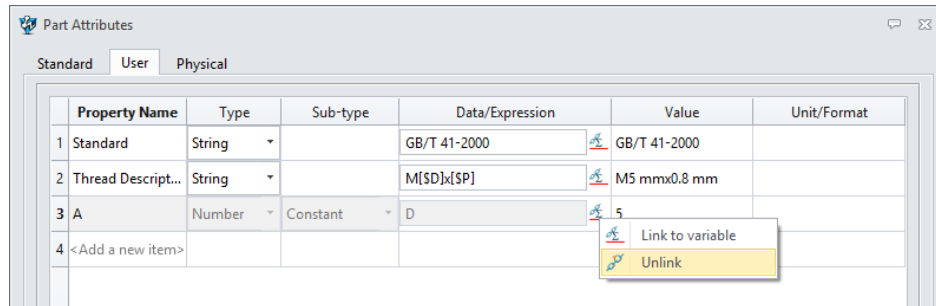 Part Attributes
Standard User Physical
Property Name Type Sub-type Data/Expression Value Unit/Format
1 Standard String GB/T 41-2000 GB/T 41-2000
2 Thread Descript... String M[$D]x[$P] M5 mmx0.8 mm
3 A Number Constant D 5
Link to variable
4 <Add a new item>
Unlink